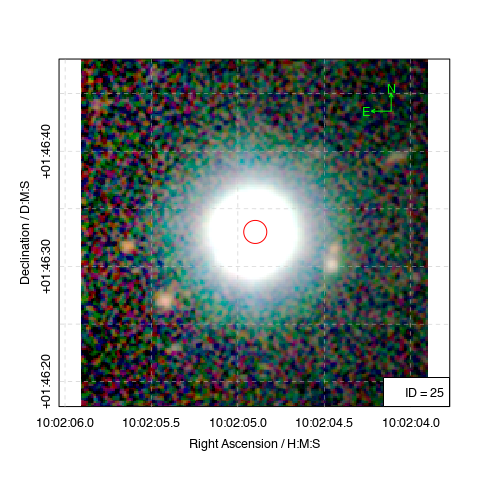 N
E
+01:46:40
+01:46:30
+01:46:20
Declination / D:M:S
ID = 25
10:02:06.0 10:02:05.5 10:02:05.0 10:02:04.5 10:02:04.0
Right Ascension / H:M:S